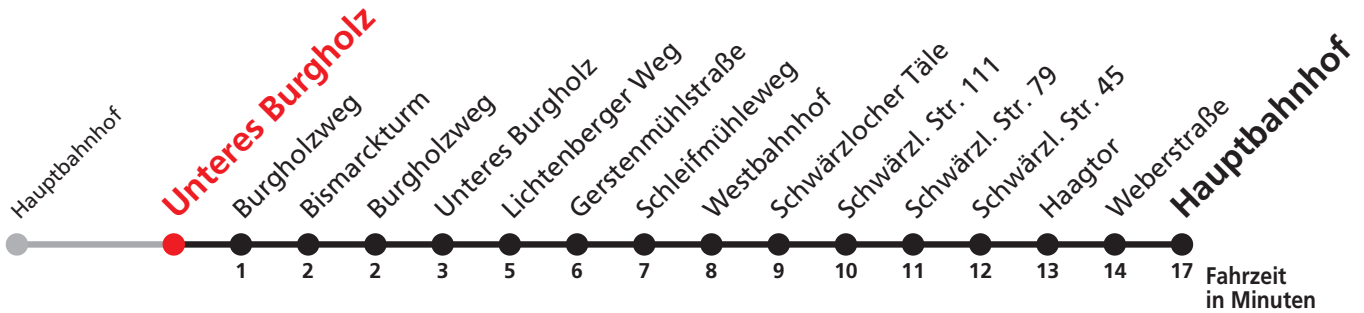 Hauptbahnhof
Unteres Burgholz
Burgholzweg
Bismarckturm
Burgholzweg
Unteres Burgholz
Lichtenberger Weg
Gerstenmühlstraße
Schleifmühleweg
Westbahnhof
Schwärzlocher Täle
Schwärzl. Str. 111
Schwärzl. Str. 79
Schwärzl. Str. 45
Haagtor
Weberstraße
Hauptbahnhof
1 2 2 3 5 6 7 8 9 10 11 12 13 14 17
Fahrzeit
in Minuten